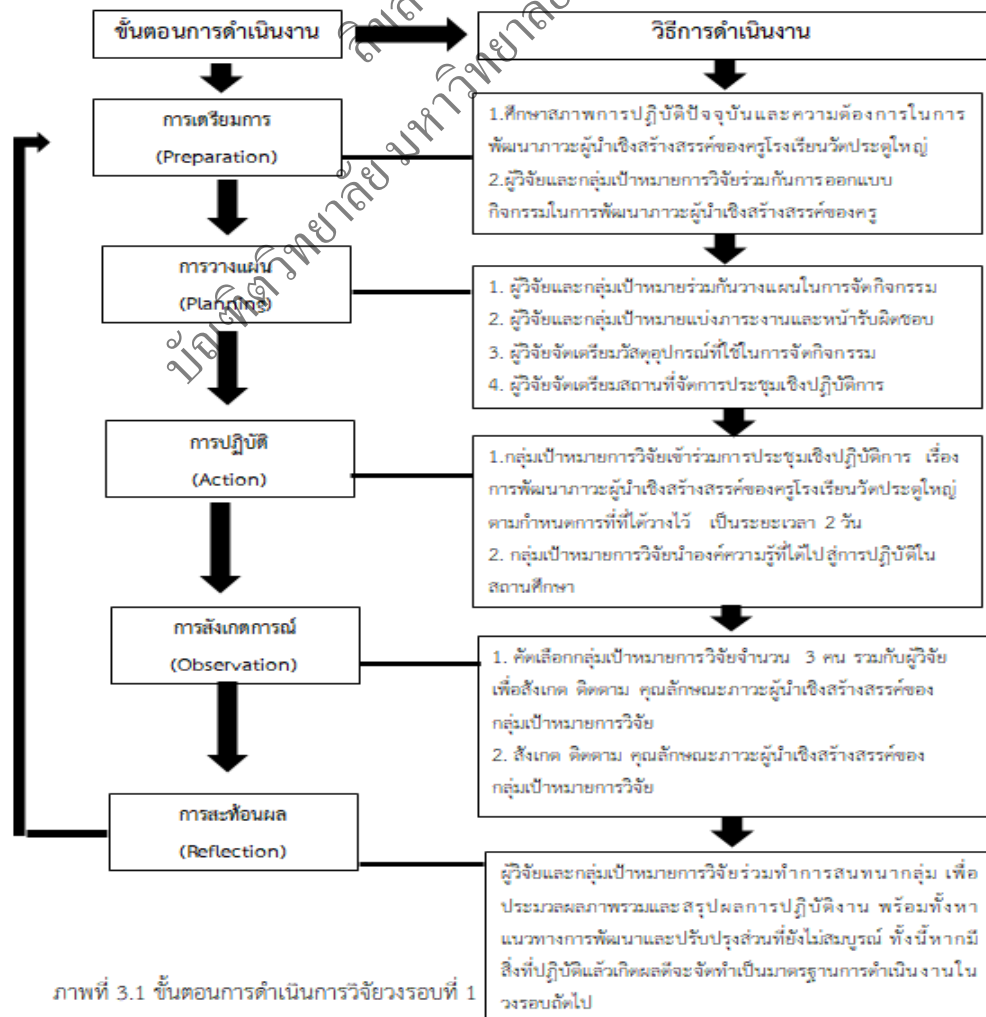 ขั้นตอนการดำเนินงาน
วิธีการดำเนินงาน
การเตรียมการ
(Preparation)
1.ศึกษาสภาพการปฏิบัติปัจจุบันและความต้องการในการ
พัฒนาภาวะผู้นำเชิงสร้างสรรค์ของครูโรงเรียนวัดประตูใหญ่
2.ผู้วิจัยและกลุ่มเป้าหมายการวิจัยร่วมกันการออกแบบ
กิจกรรมในการพัฒนาภาวะผู้นำเชิงสร้างสรรค์ของครู
การวางแผน
(Planning)
1. ผู้วิจัยและกลุ่มเป้าหมายร่วมกันวางแผนในการจัดกิจกรรม
2. ผู้วิจัยและกลุ่มเป้าหมายแบ่งภาระงานและหน้ารับผิดชอบ
3. ผู้วิจัยจัดเตรียมวัสดุอุปกรณ์ที่ใช้ในการจัดกิจกรรม
4. ผู้วิจัยจัดเตรียมสถานที่จัดการประชุมเชิงปฏิบัติการ
การปฏิบัติ
(Action)
1.กลุ่มเป้าหมายการวิจัยเข้าร่วมการประชุมเชิงปฏิบัติการ เรื่อง
การพัฒนาภาวะผู้นำเชิงสร้างสรรค์ของครูโรงเรียนวัดประตูใหญ่
ตามกำหนดการที่ที่ได้วางไว้ เป็นระยะเวลา 2 วัน
2. กลุ่มเป้าหมายการวิจัยนำองค์ความรู้ที่ได้ไปสู่การปฏิบัติใน
สถานศึกษา
การสังเกตการณ์
(Observation)
1. คัดเลือกกลุ่มเป้าหมายการวิจัยจำนวน 3 คน รวมกับผู้วิจัย
เพื่อสังเกต ติดตาม คุณลักษณะภาวะผู้นำเชิงสร้างสรรค์ของ
กลุ่มเป้าหมายการวิจัย
2. สังเกต ติดตาม คุณลักษณะภาวะผู้นำเชิงสร้างสรรค์ของ
กลุ่มเป้าหมายการวิจัย
การสะท้อนผล
(Reflection)
ผู้วิจัยและกลุ่มเป้าหมายการวิจัยร่วมทำการสนทนากลุ่ม เพื่อ
ประมวลผลภาพรวมและสรุปผลการปฏิบัติงาน พร้อมทั้งหา
แนวทางการพัฒนาและปรับปรุงส่วนที่ยังไม่สมบูรณ์ ทั้งนี้หากมี
สิ่งที่ปฏิบัติแล้วเกิดผลดีจะจัดทำเป็นมาตรฐานการดำเนินงานใน
วงรอบถัดไป
ภาพที่ 3.1 ขั้นตอนการดำเนินการวิจัยวงรอบที่ 1
บัณฑิตวิทยาลัย มหาวิทยาลัย